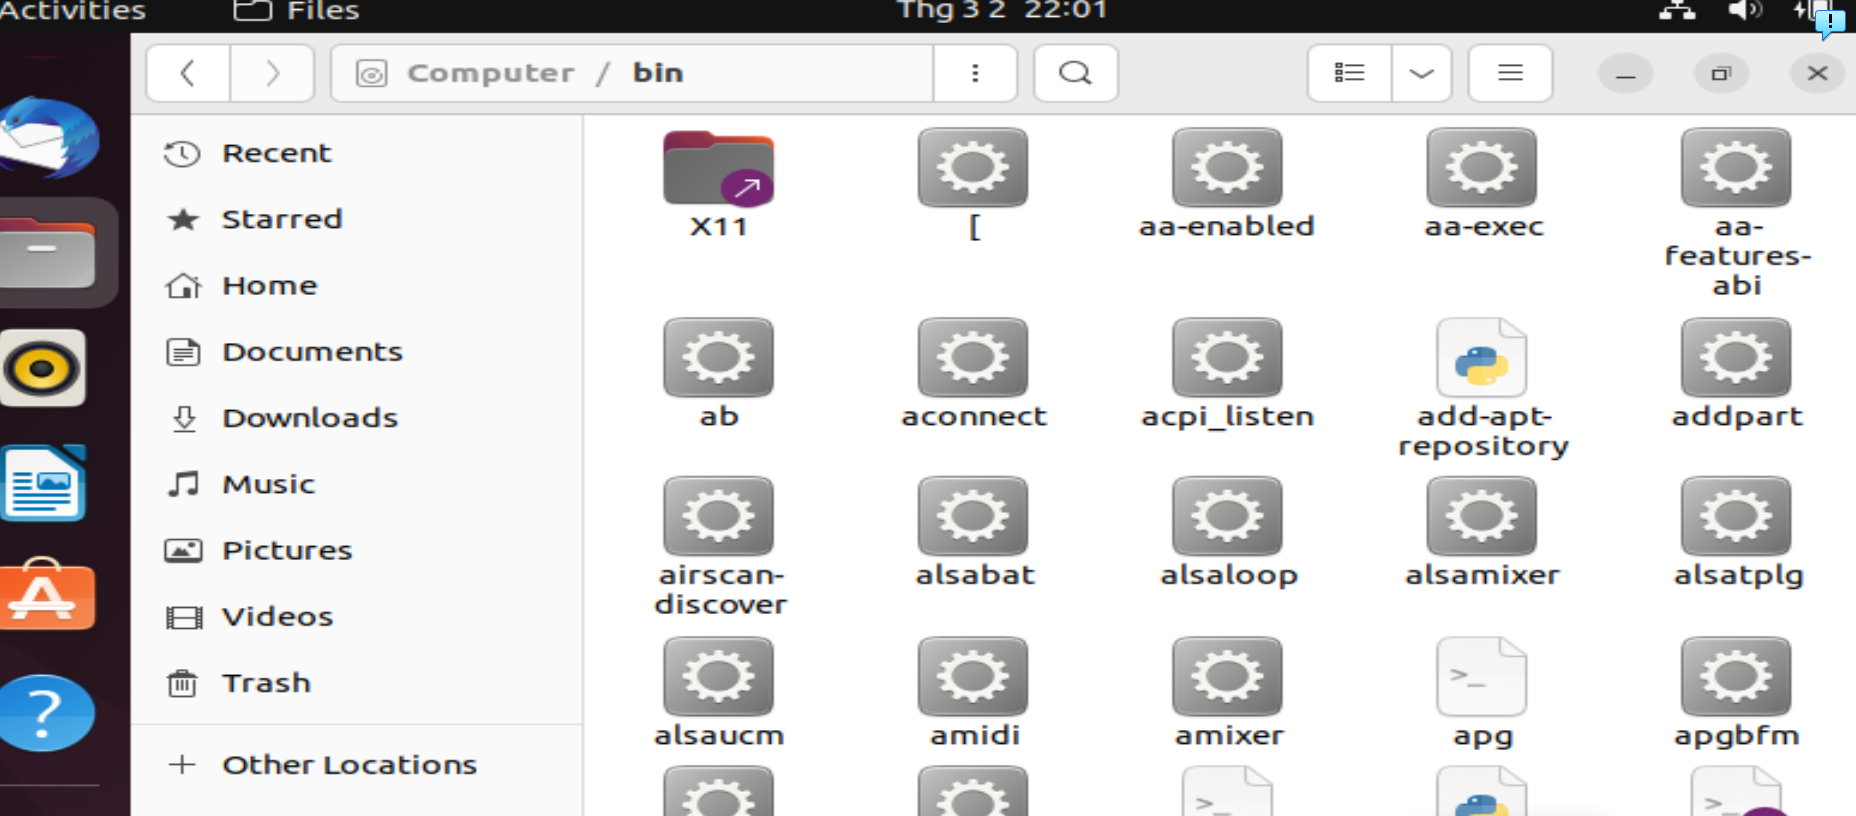 Activities
Files
Thg 3 2 22:01
Computer / bin
Recent
Starred
Home
Documents
Downloads
Music
Pictures
Videos
Trash
Other Locations
X11
[
aa-enabled
aa-exec
aa-
features-
abi
ab
aconnect
acpi_listen
add-apt-
repository
addpart
airscan-
discover
alsabat
alsaloop
alsamixer
alsatplg
alsaucm
amidi
amixer
apg
apgbfm